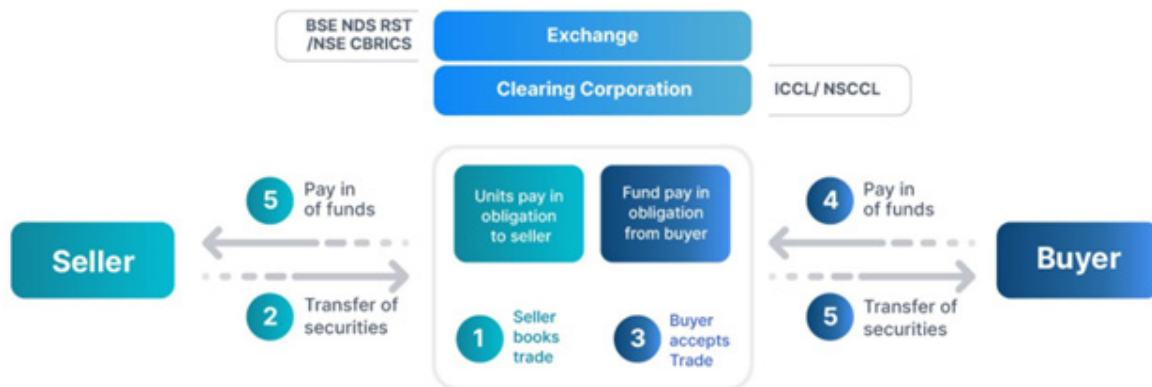 BSE NDS RST
/NSE CBRICS
Exchange
Clearing Corporation
ICCL/ NSCCL
5 Pay in
of funds
Units pay in
obligation
to seller
Fund pay in
obligation
from buyer
4 Pay in
of funds
Seller
Buyer
2 Transfer of
securities
1 Seller
books
trade
3 Buyer
accepts
Trade
5 Transfer of
securities